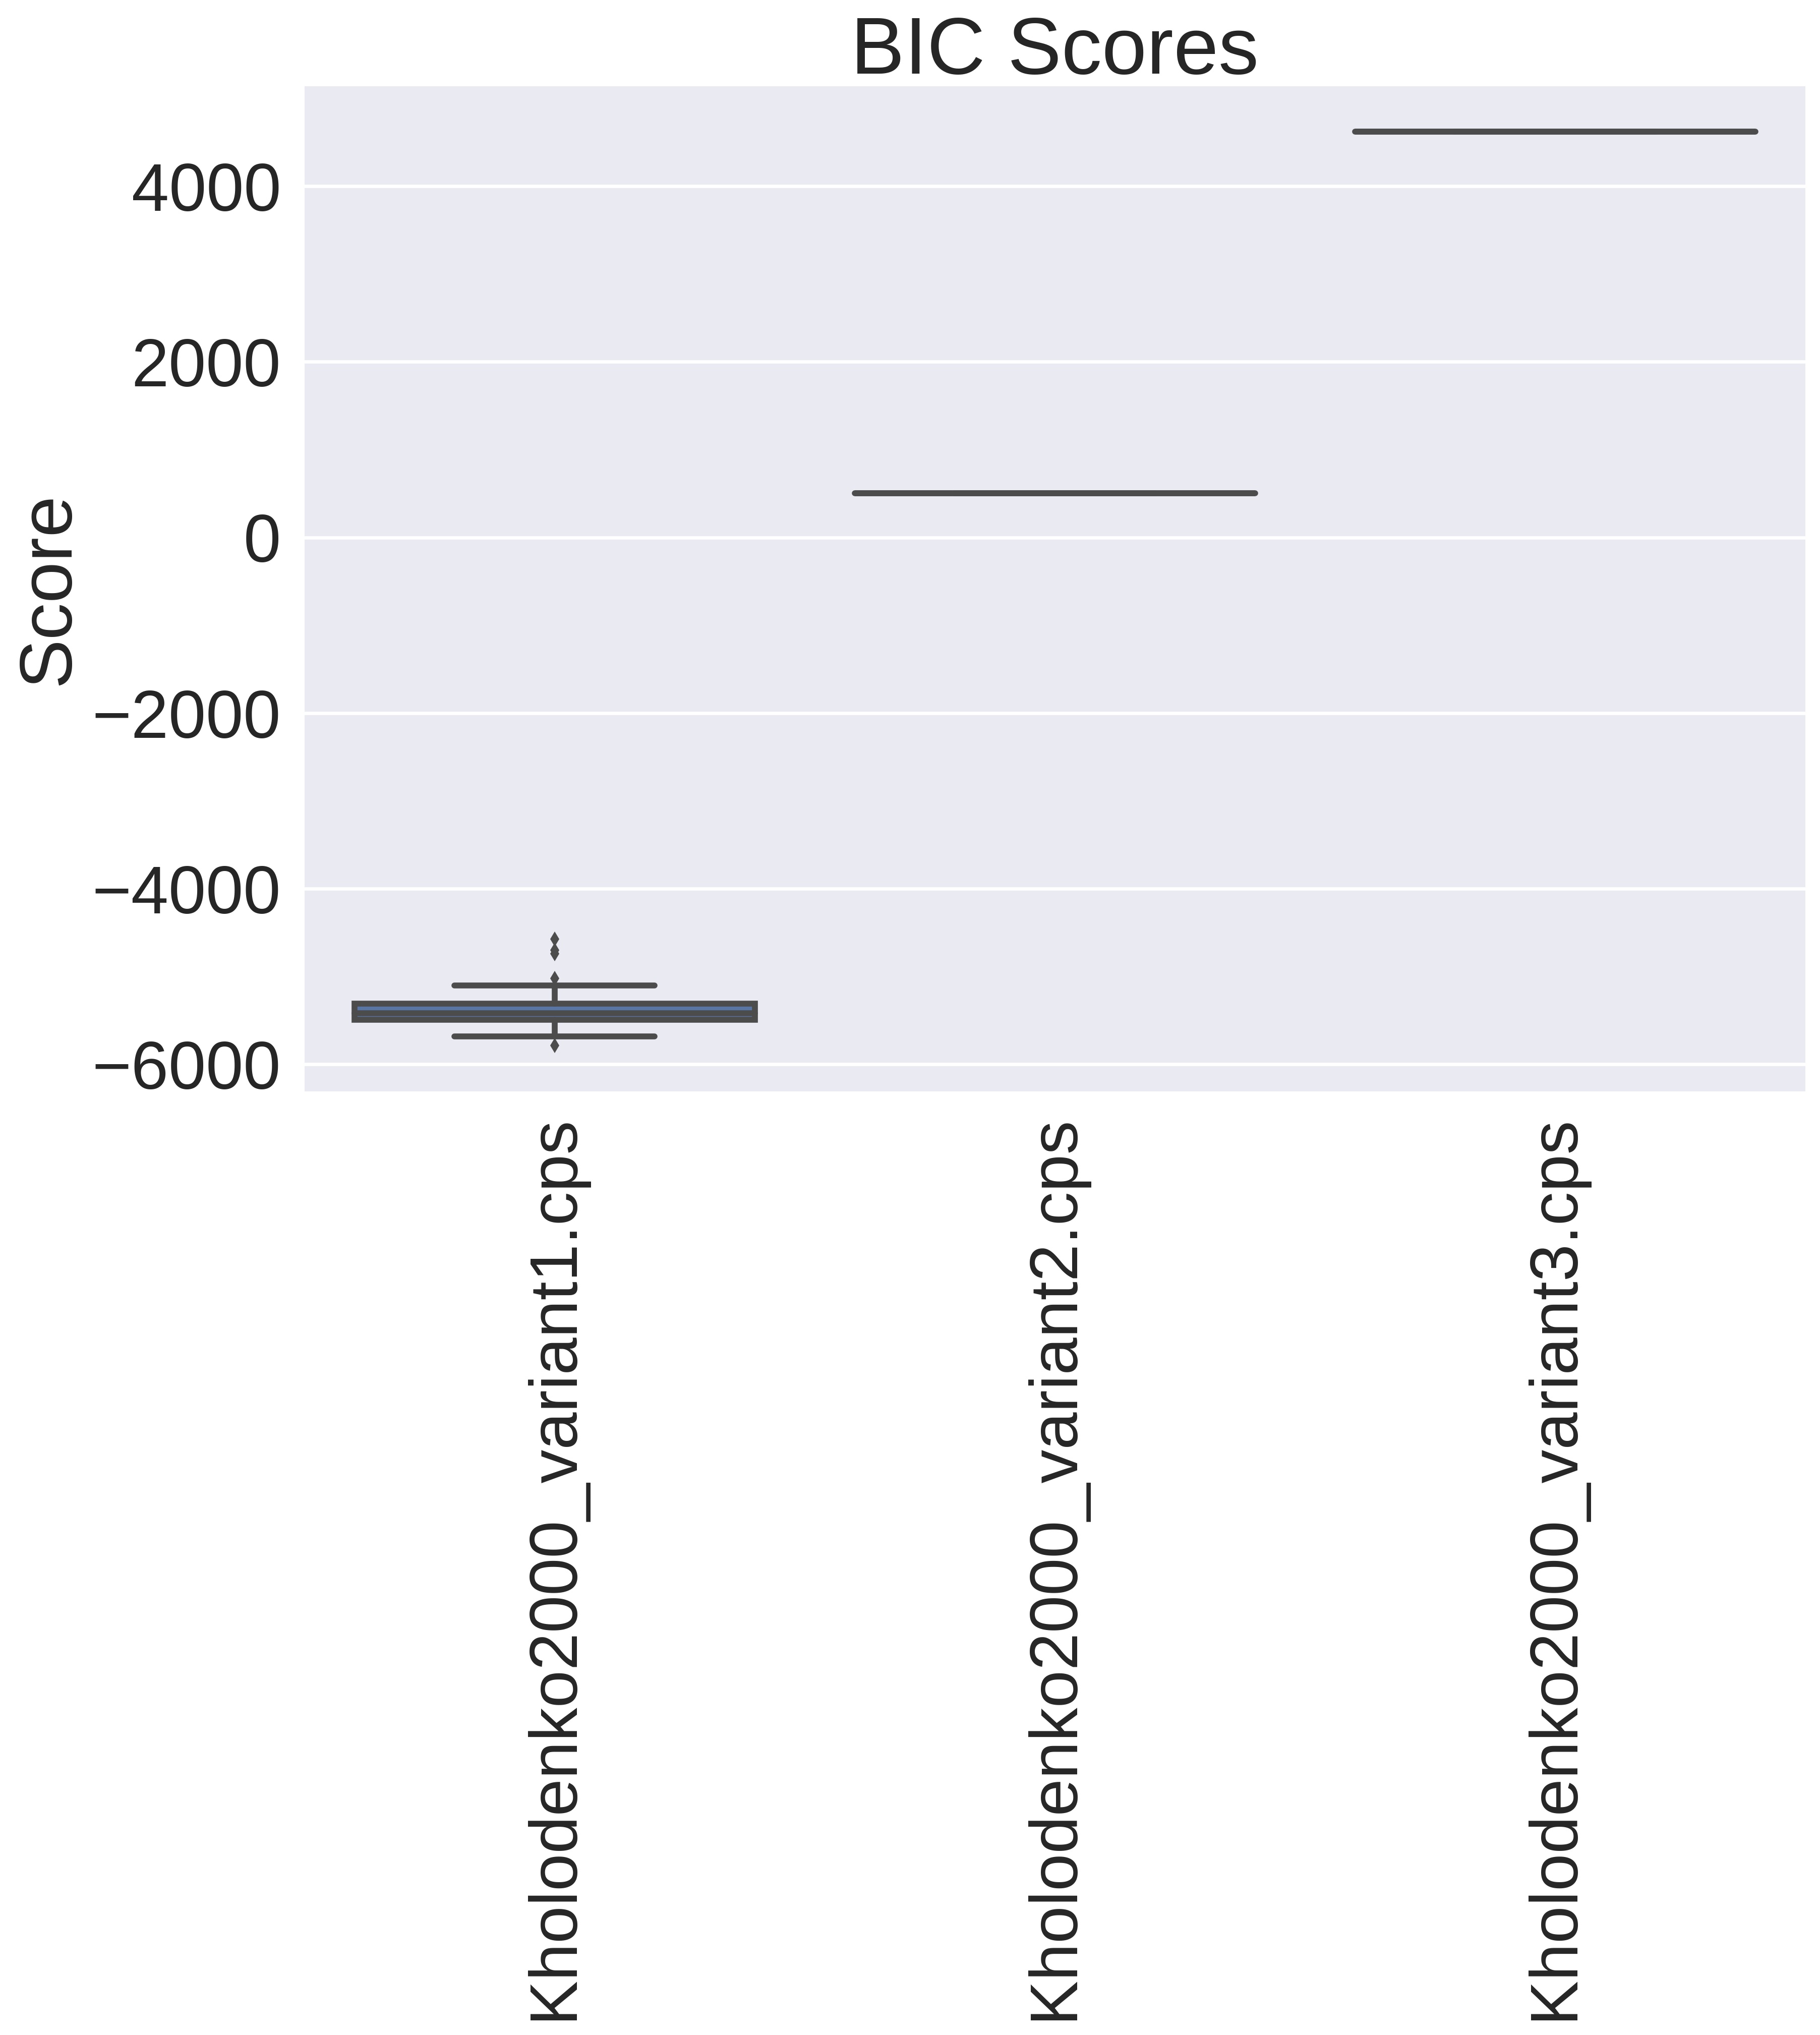 BIC Scores
4000
2000
0
−2000
−4000
−6000
Score
Kholodenko2000_variant1.cps
Kholodenko2000_variant2.cps
Kholodenko2000_variant3.cps